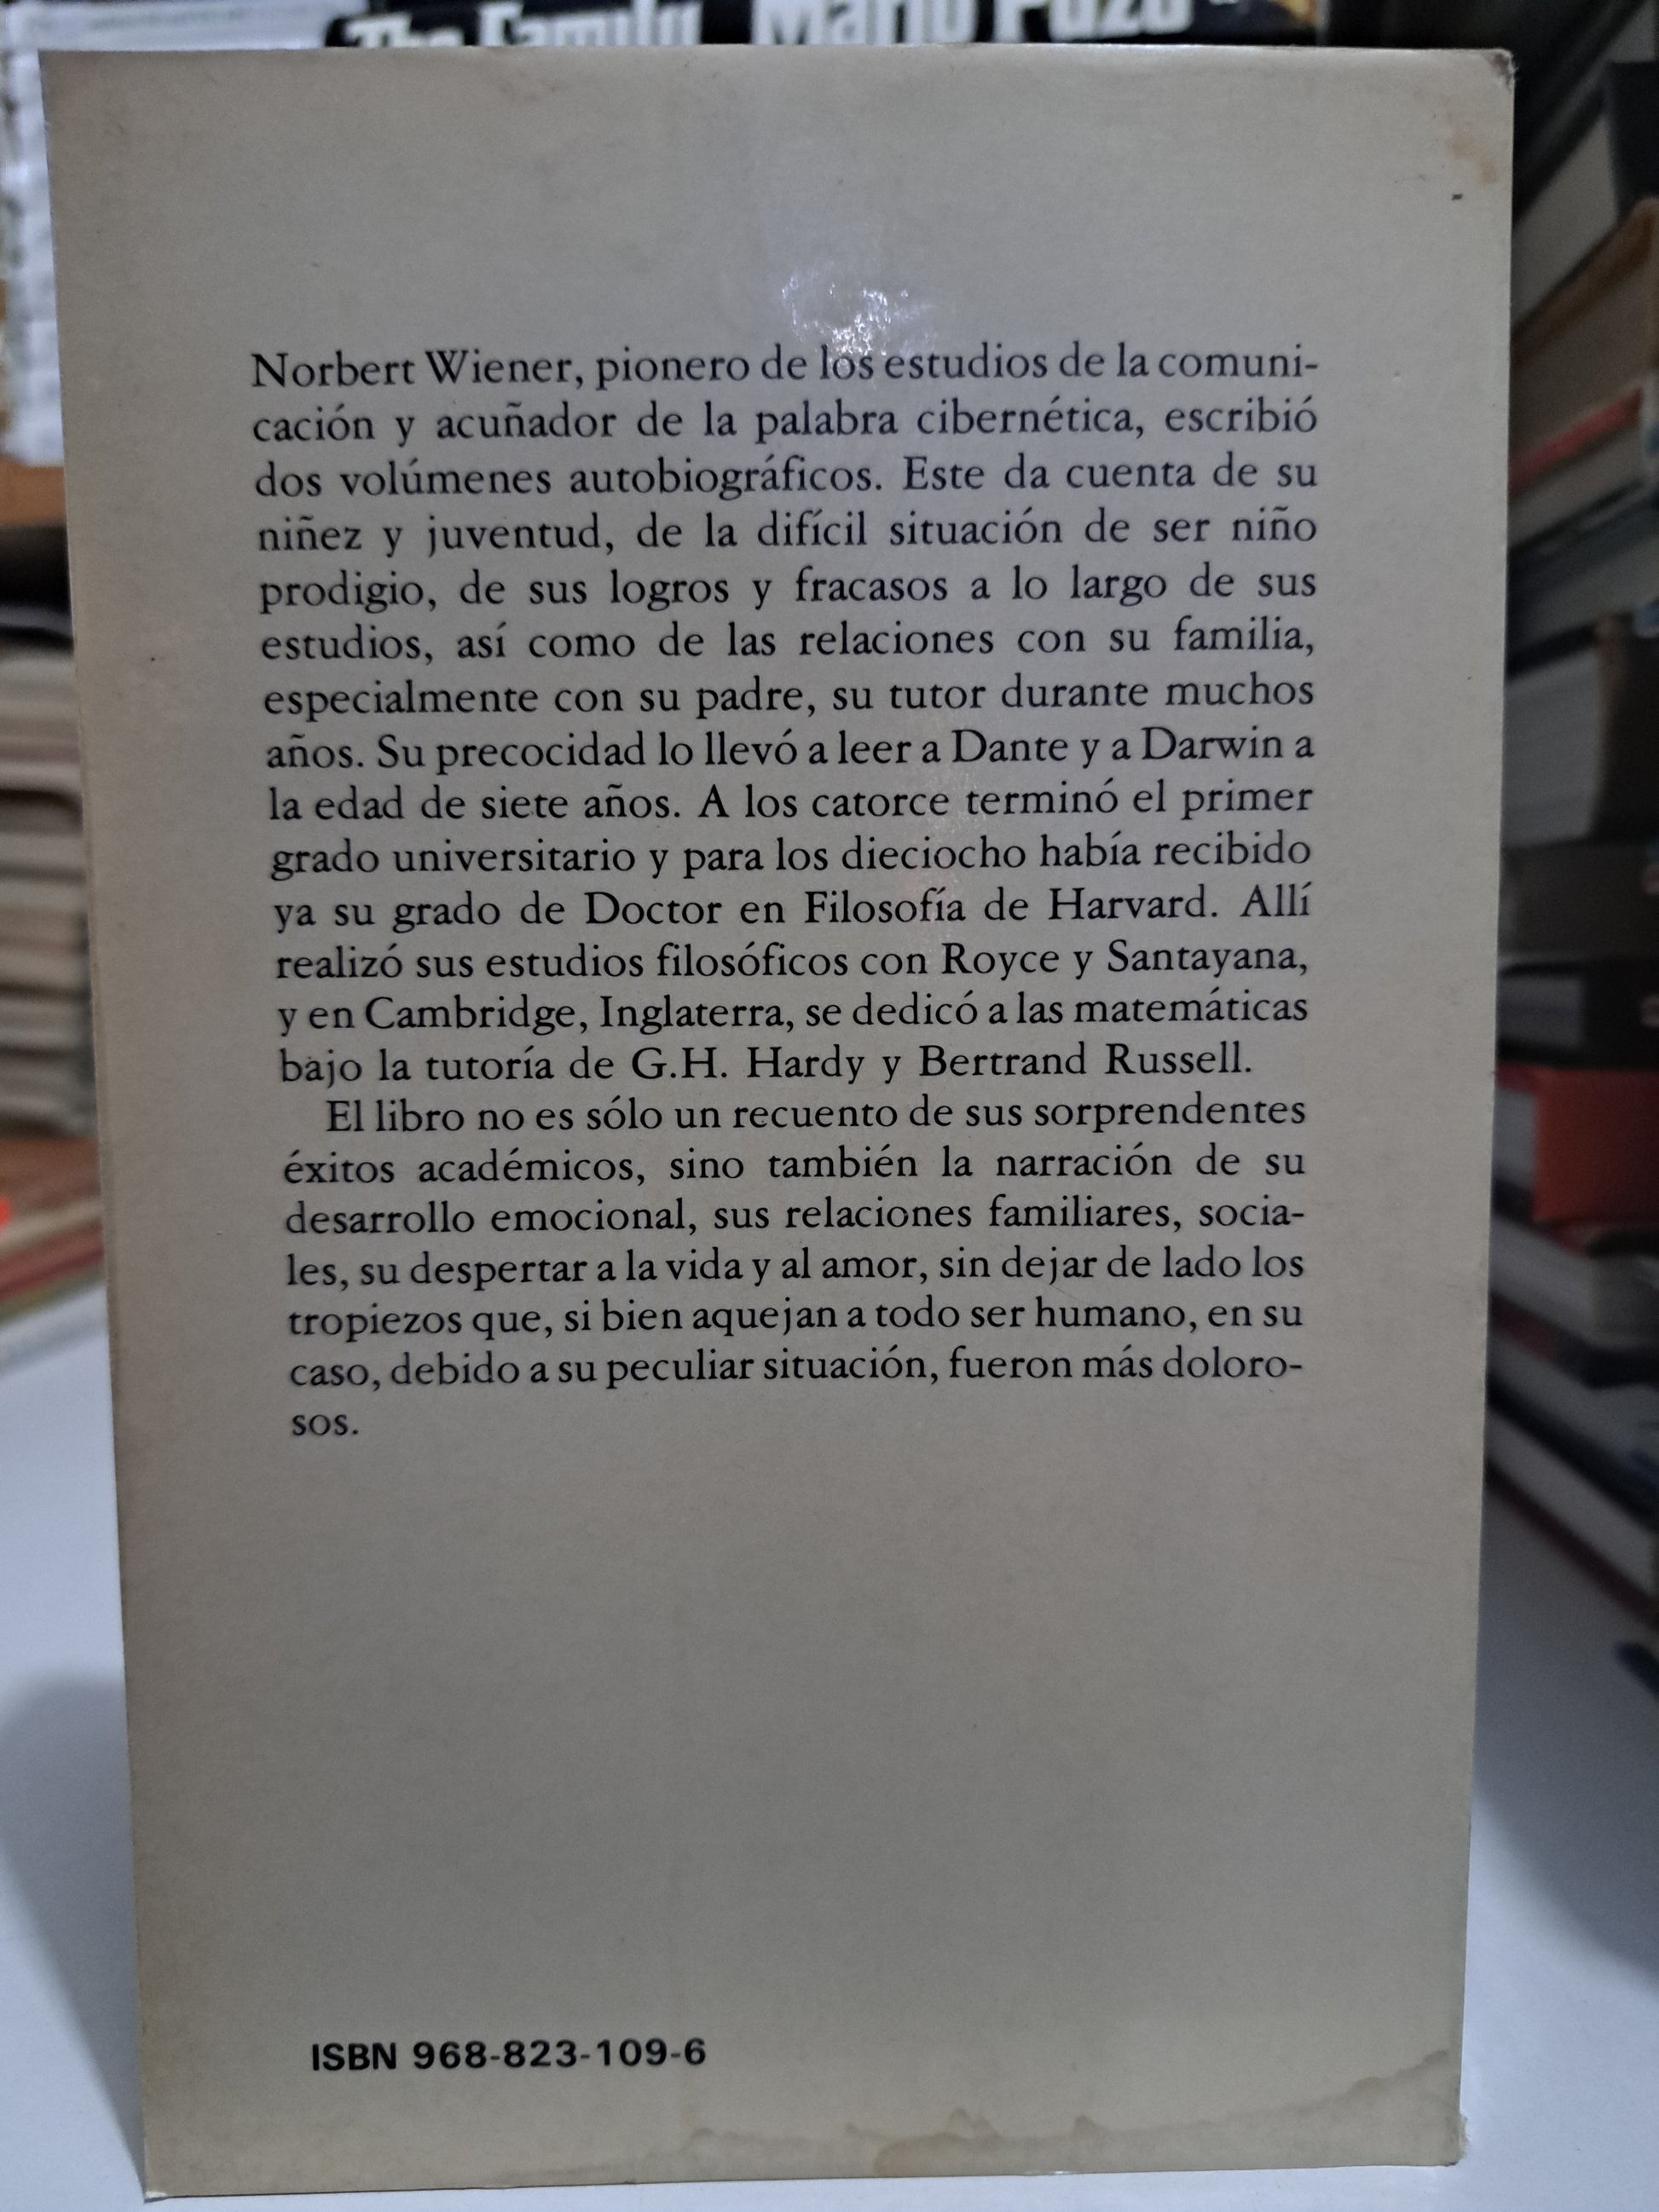 The Family Mario Puzo
Norbert Wiener, pionero de los estudios de la comuni-
cación y acuñador de la palabra cibernética, escribió
dos volúmenes autobiográficos. Este da cuenta de su
niñez y juventud, de la difícil situación de ser niño
prodigio, de sus logros y fracasos a lo largo de sus
estudios, así como de las relaciones con su familia,
especialmente con su padre, su tutor durante muchos
años. Su precocidad lo llevó a leer a Dante y a Darwin a
la edad de siete años. A los catorce terminó el primer
grado universitario y para los dieciocho había recibido
ya su grado de Doctor en Filosofía de Harvard. Allí
realizó sus estudios filosóficos con Royce y Santayana,
y en Cambridge, Inglaterra, se dedicó a las matemáticas
bajo la tutoría de G.H. Hardy y Bertrand Russell.
El libro no es sólo un recuento de sus sorprendentes
éxitos académicos, sino también la narración de su
desarrollo emocional, sus relaciones familiares, socia-
les, su despertar a la vida y al amor, sin dejar de lado los
tropiezos que, si bien aquejan a todo ser humano, en su
caso, debido a su peculiar situación, fueron más doloro-
sos.
ISBN 968-823-109-6